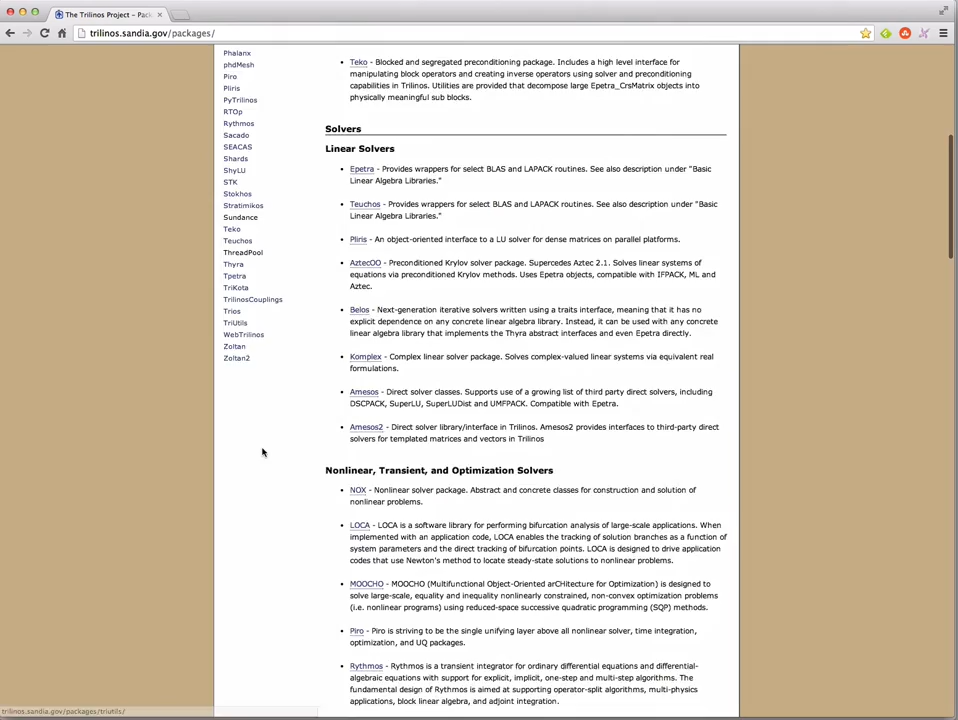 The Trilinos Project – Pack
trilinos.sandia.gov/packages/
Phalanx
phdMesh
Piro
Pliris
PyTrilinos
RTOp
Rythmos
Sacado
SEACAS
Shards
ShyLU
STK
Stokhos
Stratimikos
Sundance
Teko
Teuchos
ThreadPool
Thyra
Tpetra
TriKota
TrilinosCouplings
Trios
TriUtils
WebTrilinos
Zoltan
Zoltan2
• Teko - Blocked and segregated preconditioning package. Includes a high level interface for
manipulating block operators and creating inverse operators using solver and preconditioning
capabilities in Trilinos. Utilities are provided that decompose large Epetra_CrsMatrix objects into
physically meaningful sub blocks.
Solvers
Linear Solvers
• Epetra - Provides wrappers for select BLAS and LAPACK routines. See also description under "Basic
Linear Algebra Libraries."
• Teuchos - Provides wrappers for select BLAS and LAPACK routines. See also description under "Basic
Linear Algebra Libraries."
• Pliris - An object-oriented interface to a LU solver for dense matrices on parallel platforms.
• AztecOO - Preconditioned Krylov solver package. Supercedes Aztec 2.1. Solves linear systems of
equations via preconditioned Krylov methods. Uses Epetra objects, compatible with IFPACK, ML and
Aztec.
• Belos - Next-generation iterative solvers written using a traits interface, meaning that it has no
explicit dependence on any concrete linear algebra library. Instead, it can be used with any concrete
linear algebra library that implements the Thyra abstract interfaces and even Epetra directly.
• Komplex - Complex linear solver package. Solves complex-valued linear systems via equivalent real
formulations.
• Amesos - Direct solver classes. Supports use of a growing list of third party direct solvers, including
DSCPACK, SuperLU, SuperLUDist and UMFPACK. Compatible with Epetra.
• Amesos2 - Direct solver library/interface in Trilinos. Amesos2 provides interfaces to third-party direct
solvers for templated matrices and vectors in Trilinos
Nonlinear, Transient, and Optimization Solvers
• NOX - Nonlinear solver package. Abstract and concrete classes for construction and solution of
nonlinear problems.
• LOCA - LOCA is a software library for performing bifurcation analysis of large-scale applications. When
implemented with an application code, LOCA enables the tracking of solution branches as a function of
system parameters and the direct tracking of bifurcation points. LOCA is designed to drive application
codes that use Newton's method to locate steady-state solutions to nonlinear problems.
• MOOCHO - MOOCHO (Multifunctional Object-Oriented arCHitecture for Optimization) is designed to
solve large-scale, equality and inequality nonlinearly constrained, non-convex optimization problems
(i.e. nonlinear programs) using reduced-space successive quadratic programming (SQP) methods.
• Piro - Piro is striving to be the single unifying layer above all nonlinear solver, time integration,
optimization, and UQ packages.
• Rythmos - Rythmos is a transient integrator for ordinary differential equations and differential-
algebraic equations with support for explicit, implicit, one-step and multi-step algorithms. The
fundamental design of Rythmos is aimed at supporting operator-split algorithms, multi-physics
applications, block linear algebra, and adjoint integration.
trilinos.sandia.gov/packages/triutils/